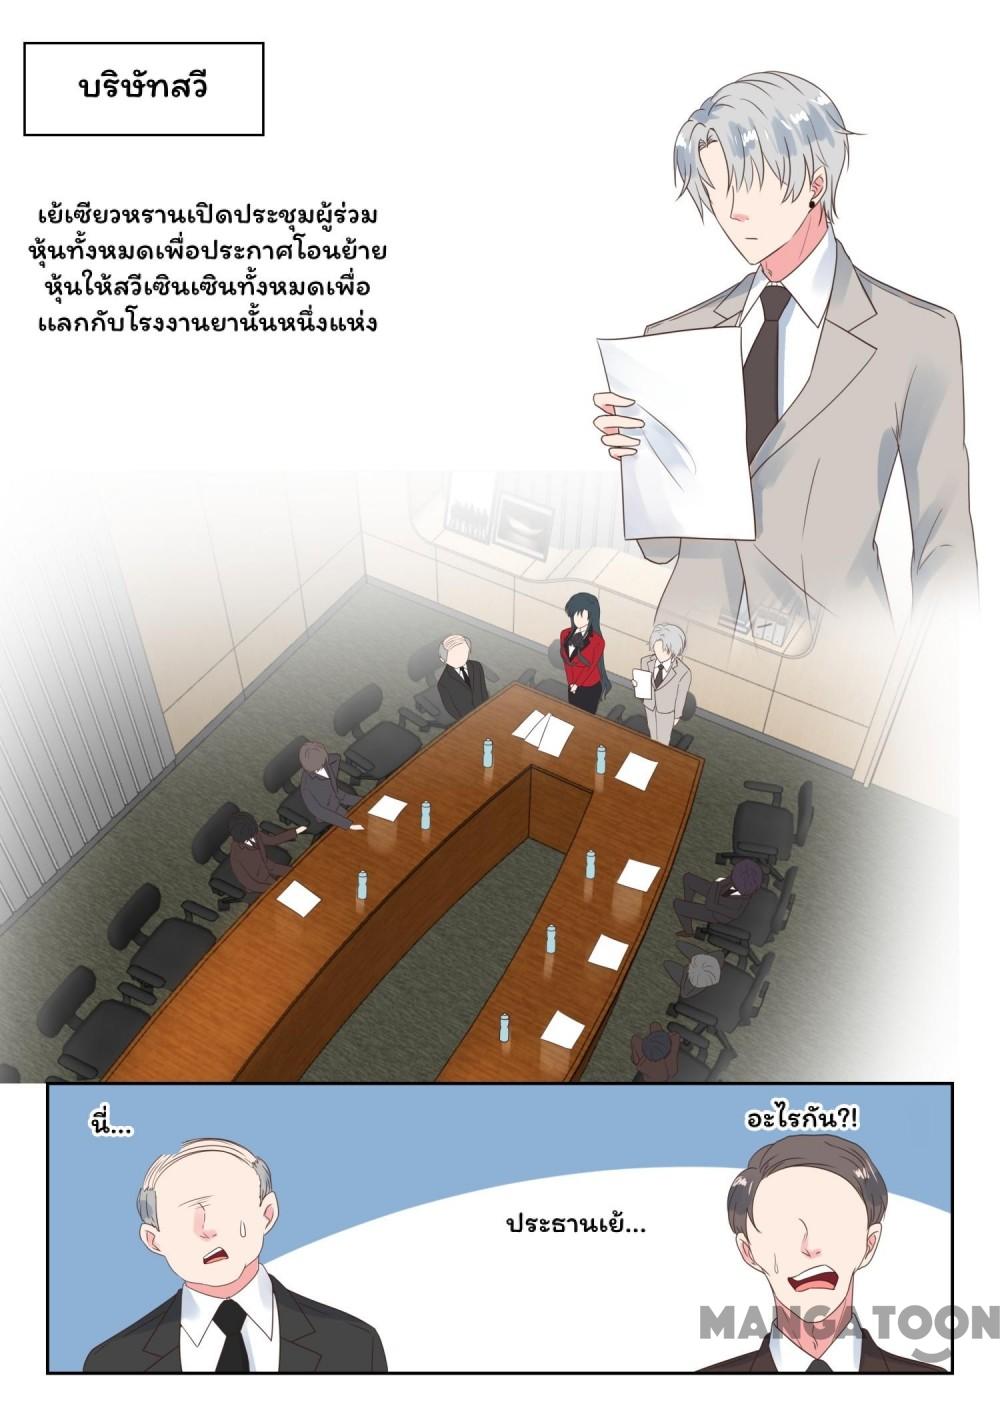 บริษัทสวี
เย้เซียวหรานเปิดประชุมผู้ร่วม
หุ้นทั้งหมดเพื่อประกาศโอนย้าย
หุ้นให้สวีเซินเซินทั้งหมดเพื่อ
แลกกับโรงงานยานั้นหนึ่งแห่ง
นี่...
อะไรกัน?!
ประธานเย้...
MANGATOON